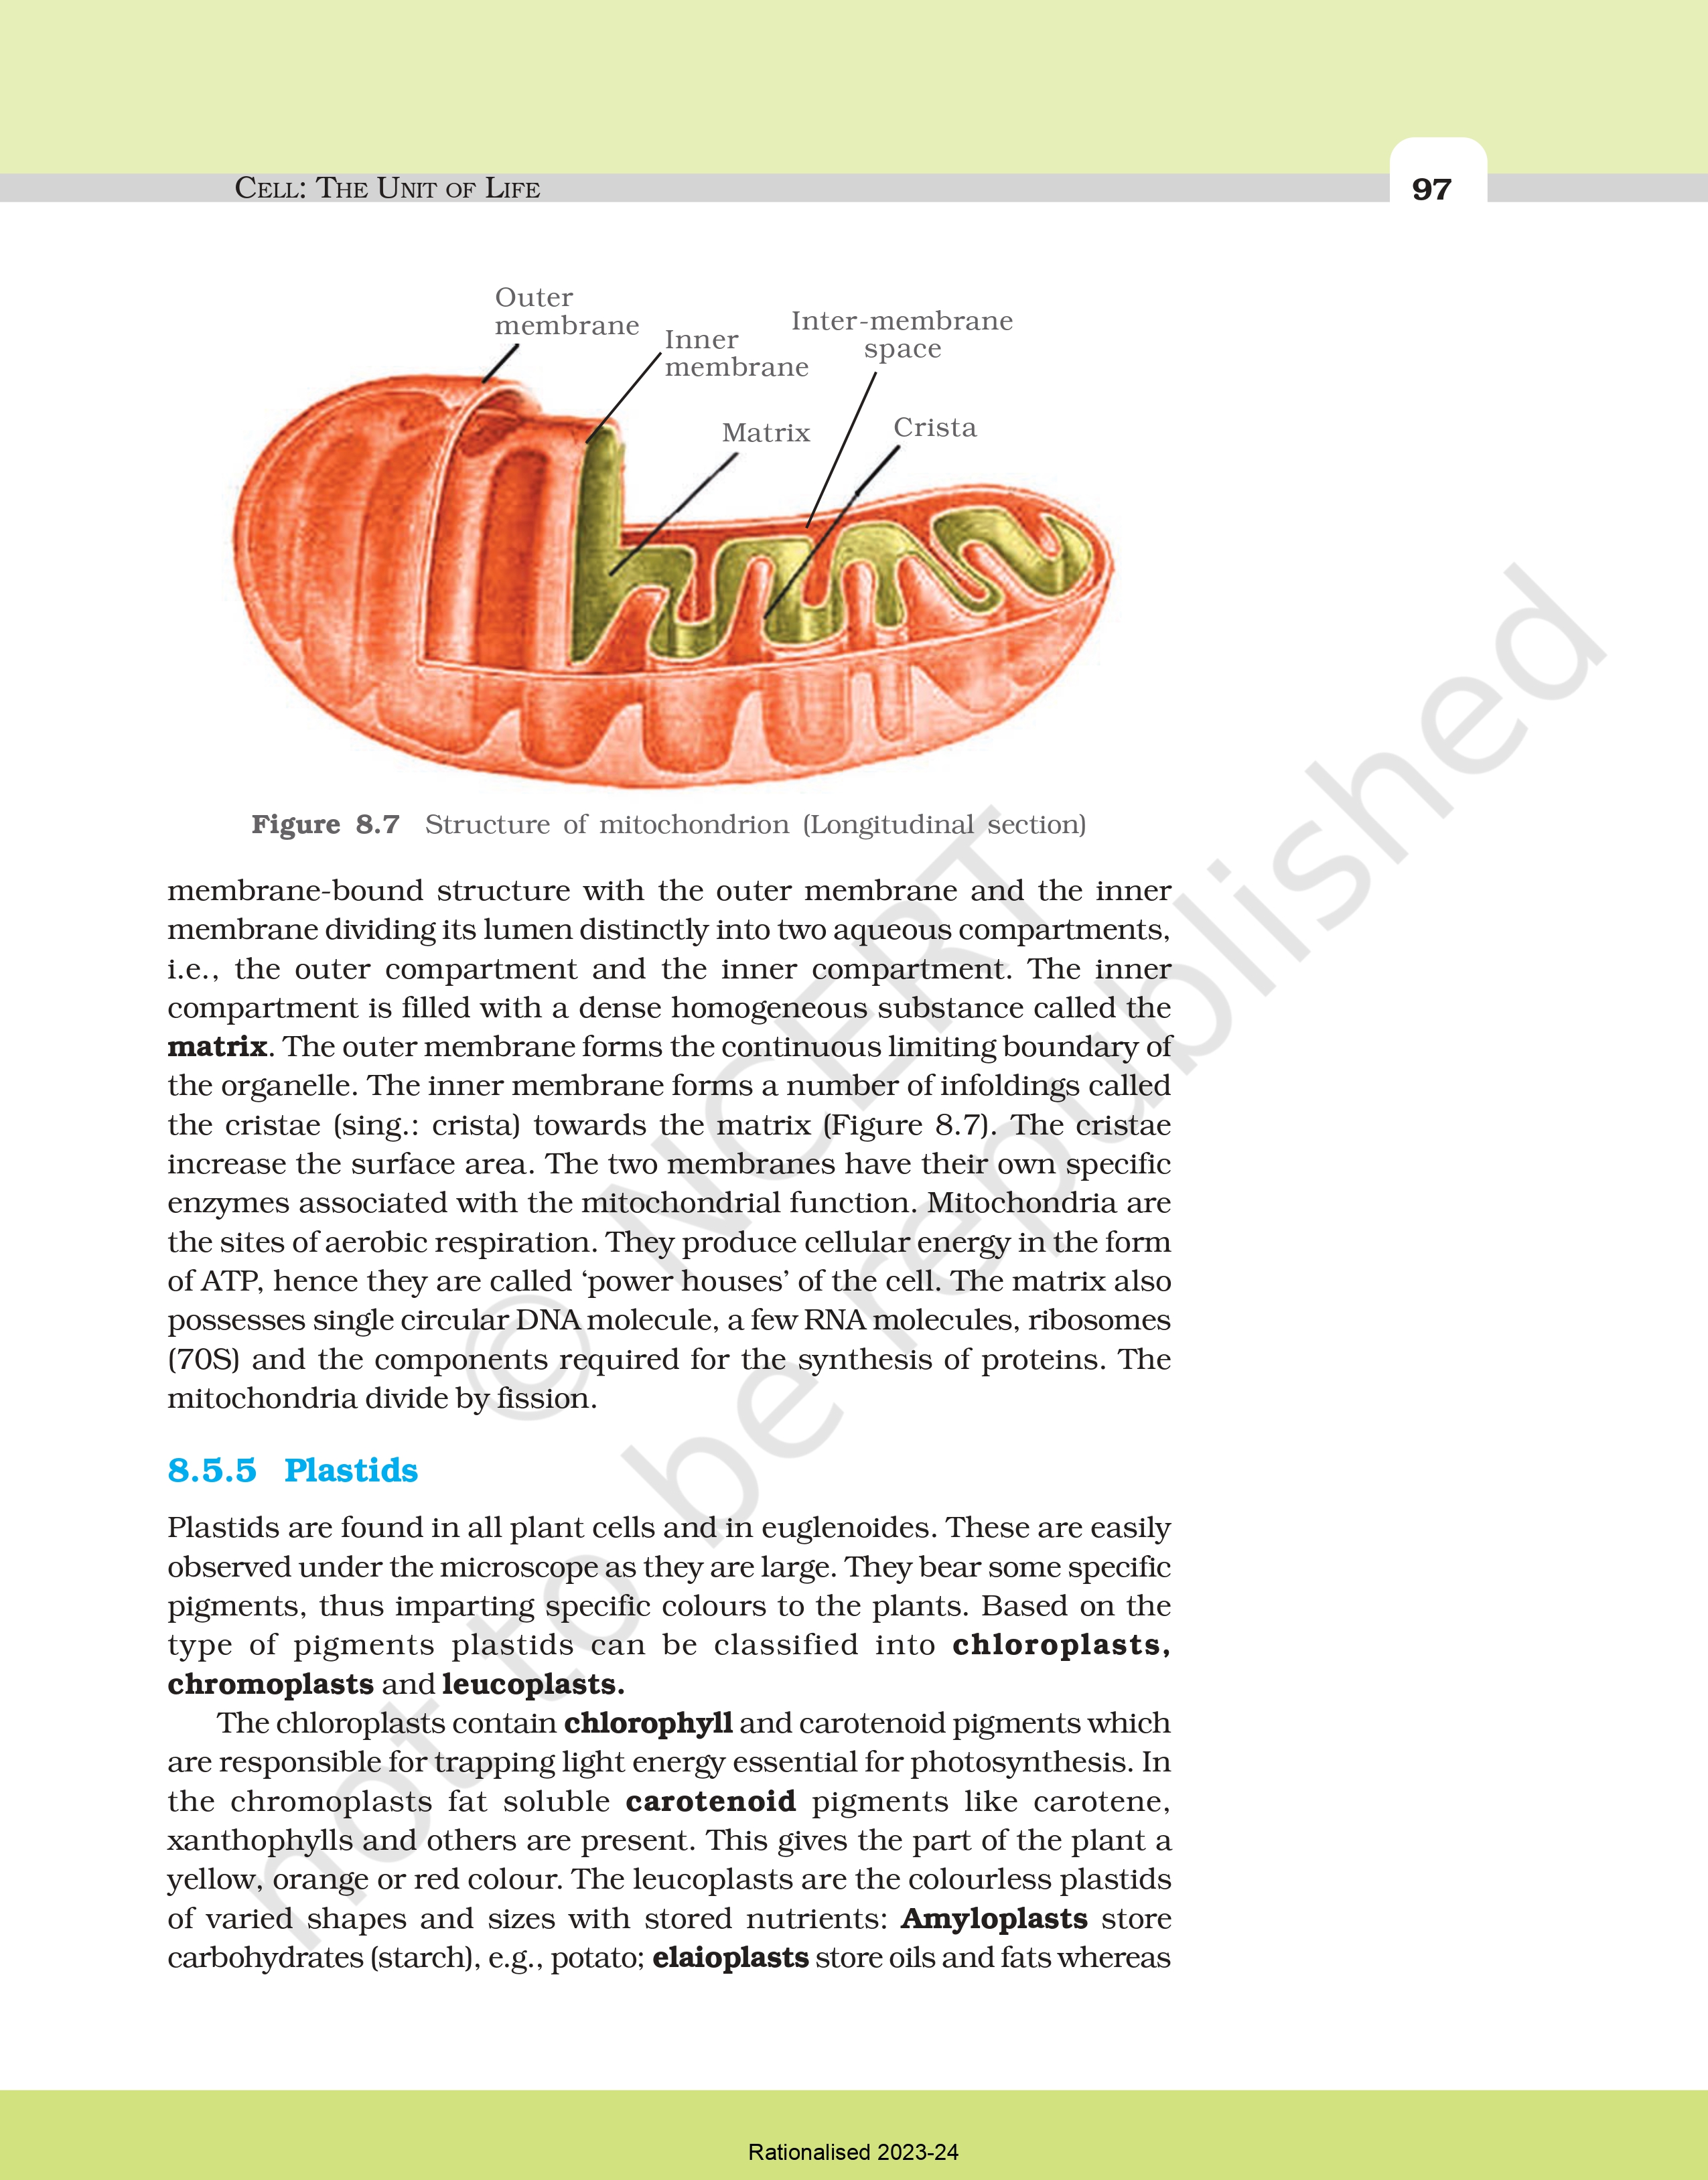 CELL: THE UNIT OF LIFE
97
Outer
membrane
Inner
membrane
Inter-membrane
space
Matrix
Crista
Figure 8.7 Structure of mitochondrion (Longitudinal section)
membrane-bound structure with the outer membrane and the inner
membrane dividing its lumen distinctly into two aqueous compartments,
i.e., the outer compartment and the inner compartment. The inner
compartment is filled with a dense homogeneous substance called the
matrix. The outer membrane forms the continuous limiting boundary of
the organelle. The inner membrane forms a number of infoldings called
the cristae (sing.: crista) towards the matrix (Figure 8.7). The cristae
increase the surface area. The two membranes have their own specific
enzymes associated with the mitochondrial function. Mitochondria are
the sites of aerobic respiration. They produce cellular energy in the form
of ATP, hence they are called ‘power houses’ of the cell. The matrix also
possesses single circular DNA molecule, a few RNA molecules, ribosomes
(70S) and the components required for the synthesis of proteins. The
mitochondria divide by fission.
8.5.5 Plastids
Plastids are found in all plant cells and in euglenoides. These are easily
observed under the microscope as they are large. They bear some specific
pigments, thus imparting specific colours to the plants. Based on the
type of pigments plastids can be classified into chloroplasts,
chromoplasts and leucoplasts.
The chloroplasts contain chlorophyll and carotenoid pigments which
are responsible for trapping light energy essential for photosynthesis. In
the chromoplasts fat soluble carotenoid pigments like carotene,
xanthophylls and others are present. This gives the part of the plant a
yellow, orange or red colour. The leucoplasts are the colourless plastids
of varied shapes and sizes with stored nutrients: Amyloplasts store
carbohydrates (starch), e.g., potato; elaioplasts store oils and fats whereas
© NCERT
not to be republished
Rationalised 2023-24